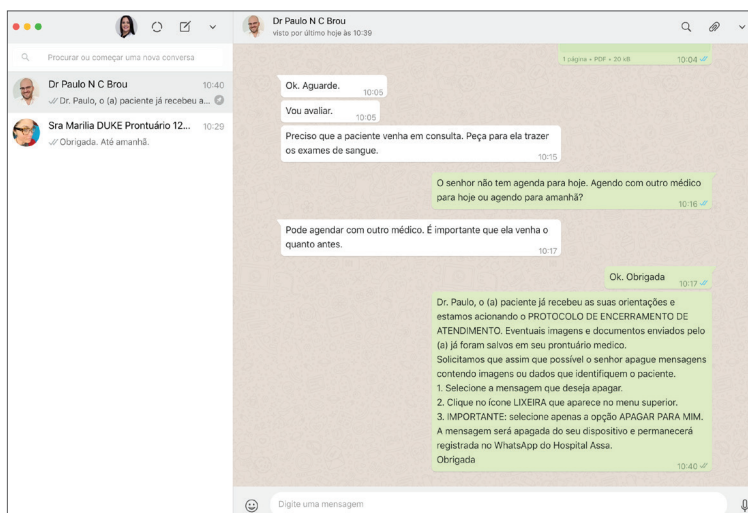 Dr Paulo N C Brou
visto por último hoje às 10:39
Procurar ou começar uma nova conversa
Dr Paulo N C Brou 10:40
Dr. Paulo, o (a) paciente já recebeu a...
Sra Marilia DUKE Prontuário 12... 10:29
Obrigada. Até amanhã.
1 página • PDF • 20 kB 10:04
Ok. Aguarde.
10:05
Vou avaliar.
10:05
Preciso que a paciente venha em consulta. Peça para ela trazer
os exames de sangue.
10:15
O senhor não tem agenda para hoje. Agendo com outro médico
para hoje ou agendo para amanhã?
10:16
Pode agendar com outro médico. É importante que ela venha o
quanto antes.
10:17
Ok. Obrigada
10:17
Dr. Paulo, o (a) paciente já recebeu as suas orientações e
estamos acionando o PROTOCOLO DE ENCERRAMENTO DE
ATENDIMENTO. Eventuais imagens e documentos enviados pelo
(a) já foram salvos em seu prontuário medico.
Solicitamos que assim que possível o senhor apague mensagens
contendo imagens ou dados que identifiquem o paciente.
1. Selecione a mensagem que deseja apagar.
2. Clique no ícone LIXEIRA que aparece no menu superior.
3. IMPORTANTE: selecione apenas a opção APAGAR PARA MIM.
A mensagem será apagada do seu dispositivo e permanecerá
registrada no WhatsApp do Hospital Assa.
Obrigada
10:40
Digite uma mensagem